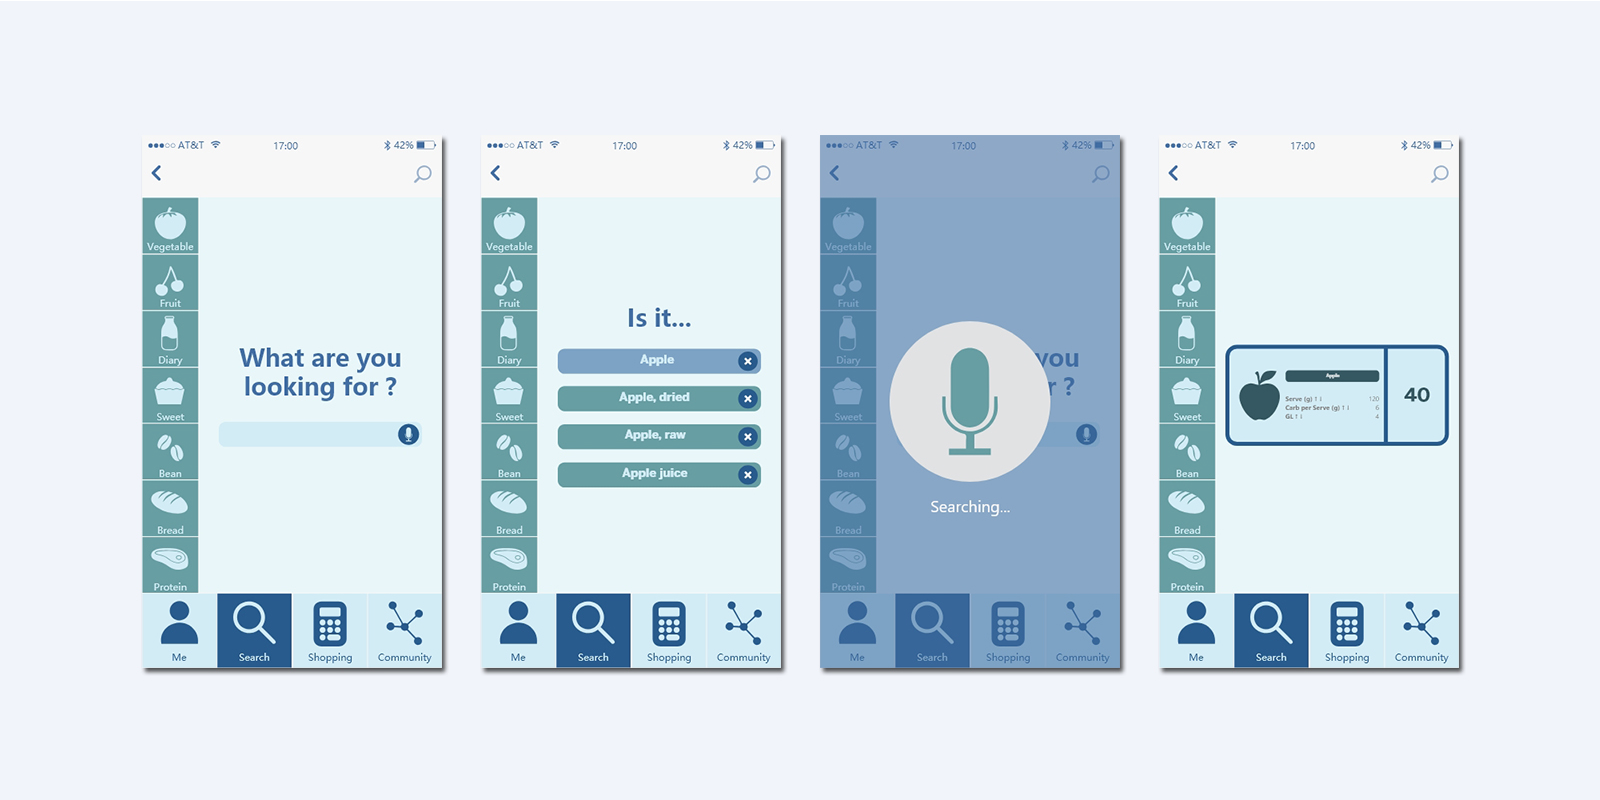 AT&T 17:00 42%
Vegetable
Fruit
Diary
Sweet
Bean
Bread
Protein
What are you
looking for ?
Me Search Shopping Community
AT&T 17:00 42%
Vegetable
Fruit
Diary
Sweet
Bean
Bread
Protein
Is it...
Apple
Apple, dried
Apple, raw
Apple juice
Me Search Shopping Community
AT&T 17:00 42%
Vegetable
Fruit
Diary
Sweet
Bean
Bread
Protein
you
r ?
Searching...
Me Search Shopping Community
AT&T 17:00 42%
Vegetable
Fruit
Diary
Sweet
Bean
Bread
Protein
Apple
Serve (g) 120
Carb per Serve (g) 6
GL 4
40
Me Search Shopping Community